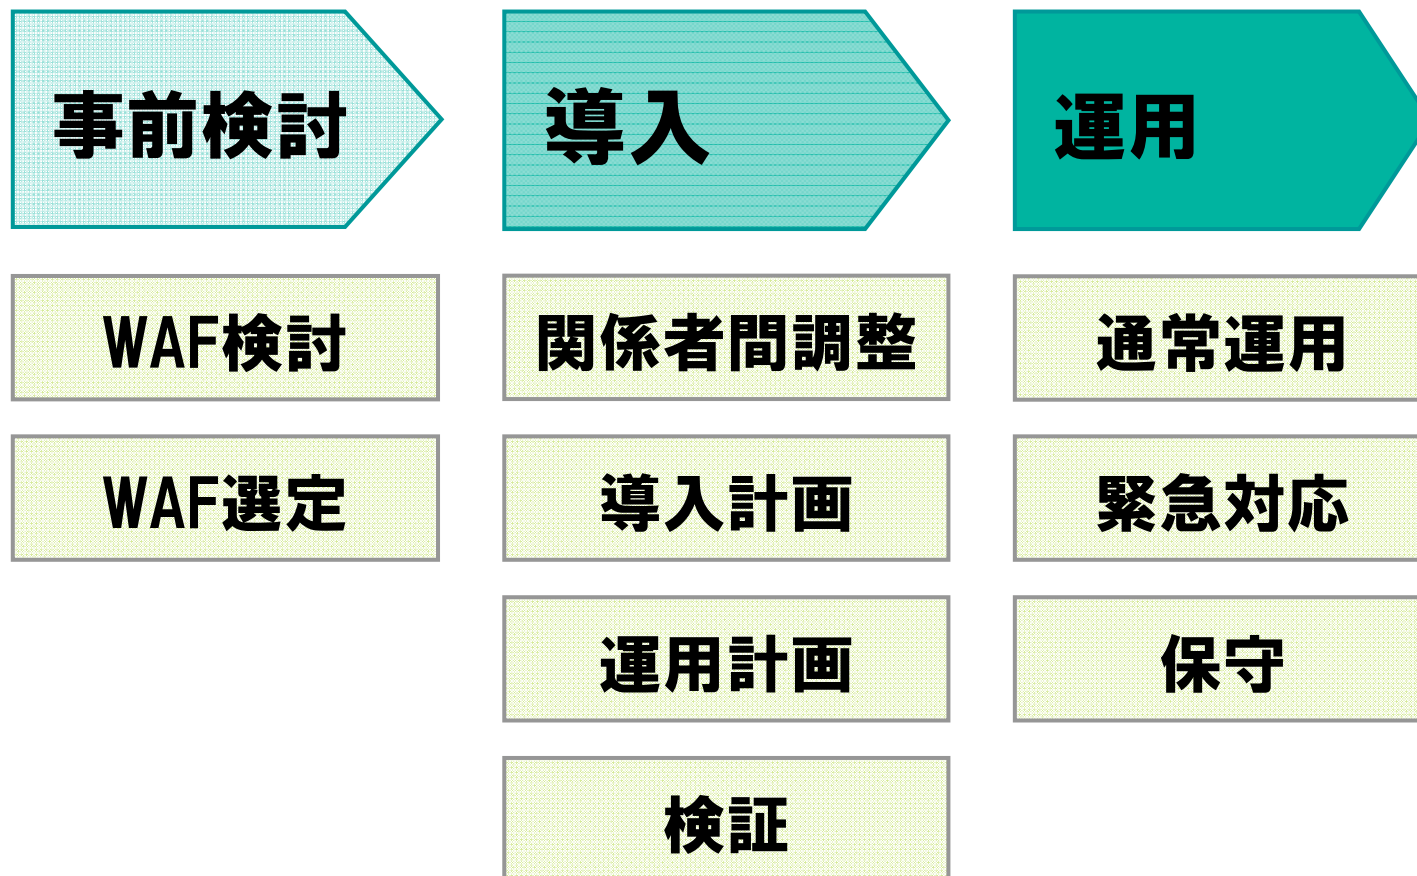 事前検討
導入
運用
WAF検討
関係者間調整
通常運用
WAF選定
導入計画
緊急対応
運用計画
保守
検証